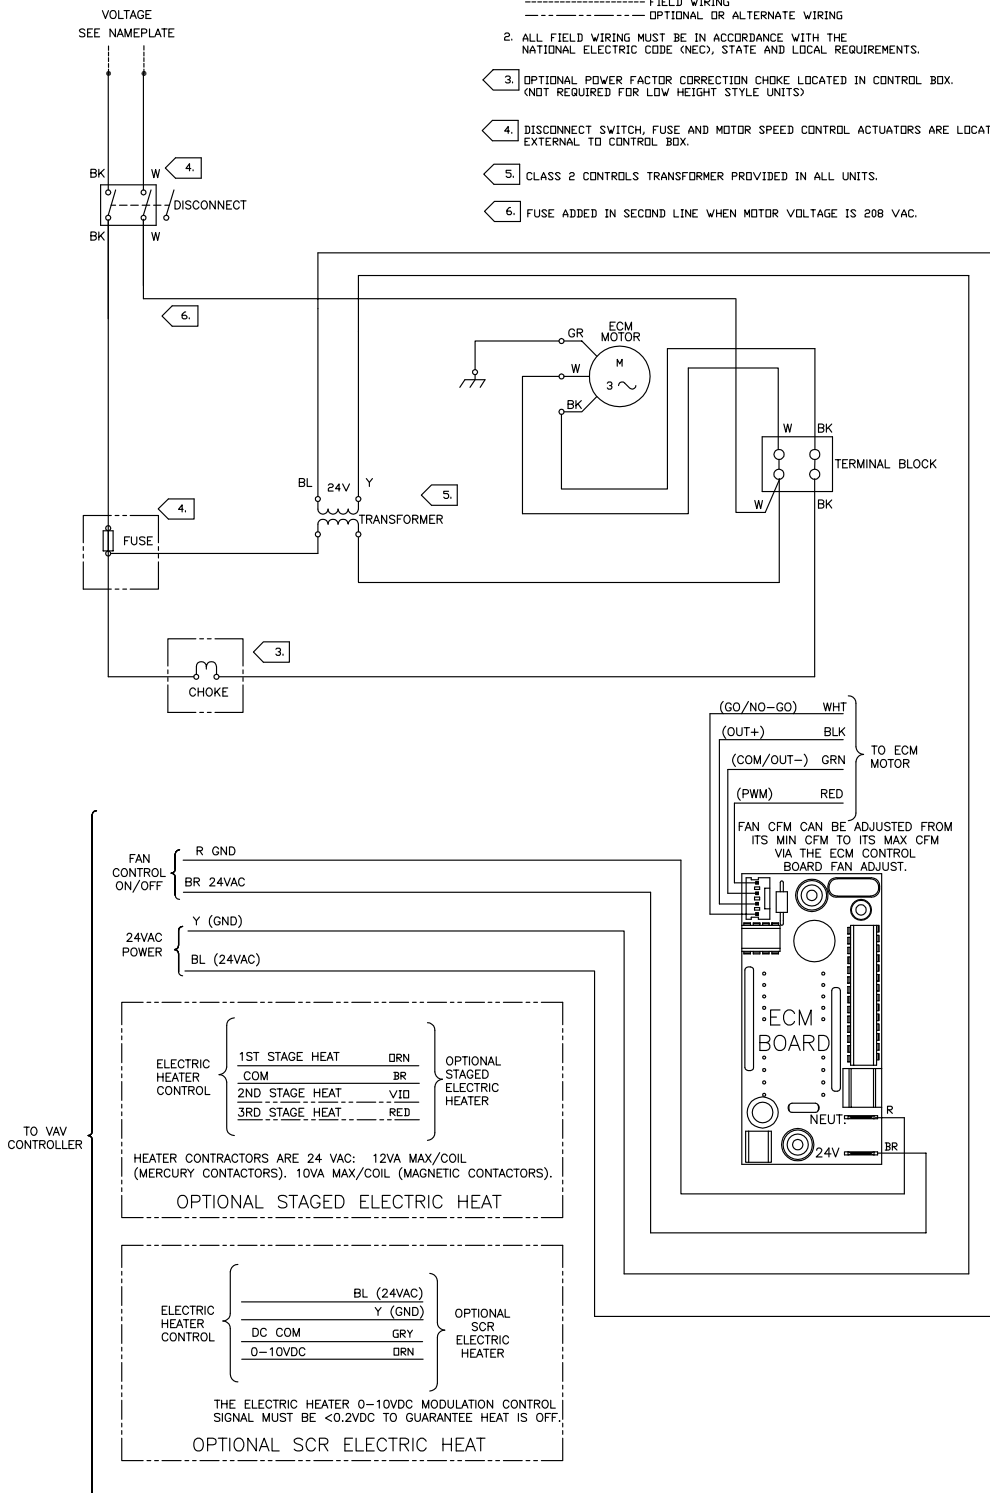 FIELD WIRING
OPTIONAL OR ALTERNATE WIRING
2. ALL FIELD WIRING MUST BE IN ACCORDANCE WITH THE
NATIONAL ELECTRIC CODE (NEC), STATE AND LOCAL REQUIREMENTS.
3. OPTIONAL POWER FACTOR CORRECTION CHOKE LOCATED IN CONTROL BOX.
(NOT REQUIRED FOR LOW HEIGHT STYLE UNITS)
4. DISCONNECT SWITCH, FUSE AND MOTOR SPEED CONTROL ACTUATORS ARE LOCAT
EXTERNAL TO CONTROL BOX.
5. CLASS 2 CONTROLS TRANSFORMER PROVIDED IN ALL UNITS.
6. FUSE ADDED IN SECOND LINE WHEN MOTOR VOLTAGE IS 208 VAC.
VOLTAGE
SEE NAMEPLATE
BK W 4.
DISCONNECT
BK W
6.
ECM
MOTOR
GR
M
W
3
BK
W BK
TERMINAL BLOCK
W BK
BL 24V Y
5.
TRANSFORMER
4.
FUSE
3.
CHOKE
(GO/NO-GO) WHT
(OUT+) BLK
(COM/OUT-) GRN
(PWM) RED
TO ECM
MOTOR
FAN CFM CAN BE ADJUSTED FROM
ITS MIN CFM TO ITS MAX CFM
VIA THE ECM CONTROL
BOARD FAN ADJUST.
ECM
BOARD
NEUT. R
24V BR
TO VAV
CONTROLLER
FAN
CONTROL
ON/OFF
R GND
BR 24VAC
24VAC
POWER
Y (GND)
BL (24VAC)
ELECTRIC
HEATER
CONTROL
1ST STAGE HEAT ORN
COM BR
2ND STAGE HEAT VIO
3RD STAGE HEAT RED
OPTIONAL
STAGED
ELECTRIC
HEATER
HEATER CONTRACTORS ARE 24 VAC: 12VA MAX/COIL
(MERCURY CONTACTORS). 10VA MAX/COIL (MAGNETIC CONTACTORS).
OPTIONAL STAGED ELECTRIC HEAT
ELECTRIC
HEATER
CONTROL
BL (24VAC)
Y (GND)
DC COM GRY
0-10VDC ORN
OPTIONAL
SCR
ELECTRIC
HEATER
THE ELECTRIC HEATER 0-10VDC MODULATION CONTROL
SIGNAL MUST BE <0.2VDC TO GUARANTEE HEAT IS OFF.
OPTIONAL SCR ELECTRIC HEAT